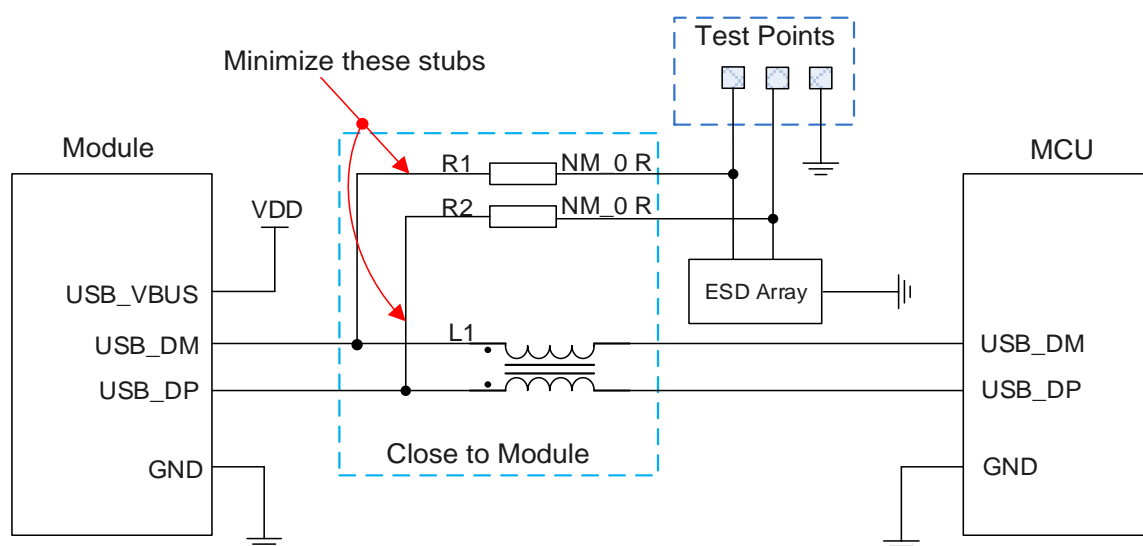 Test Points
Minimize these stubs
Module
MCU
R1
NM_0 R
VDD
R2
NM_0 R
USB_VBUS
ESD Array
USB_DM
L1
USB_DM
USB_DP
USB_DP
Close to Module
GND
GND